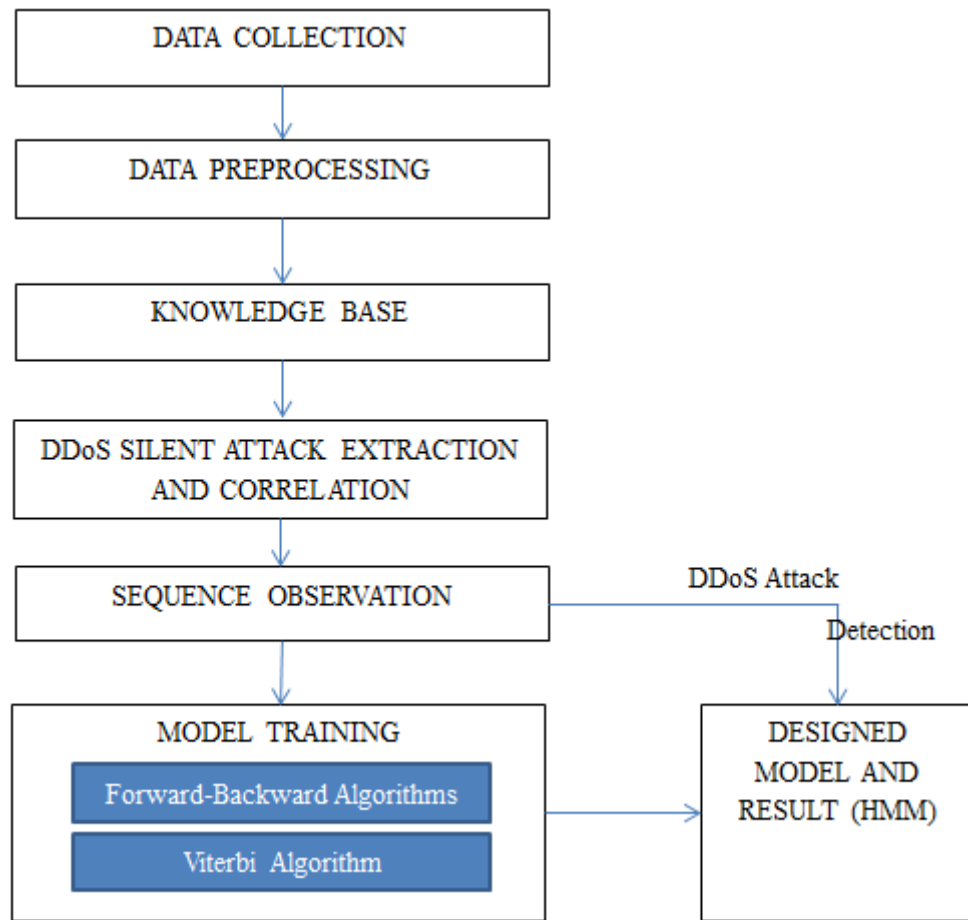 DATA COLLECTION
DATA PREPROCESSING
KNOWLEDGE BASE
DDoS SILENT ATTACK EXTRACTION
AND CORRELATION
SEQUENCE OBSERVATION
DDoS Attack
Detection
MODEL TRAINING
Forward-Backward Algorithms
Viterbi Algorithm
DESIGNED
MODEL AND
RESULT (HMM)